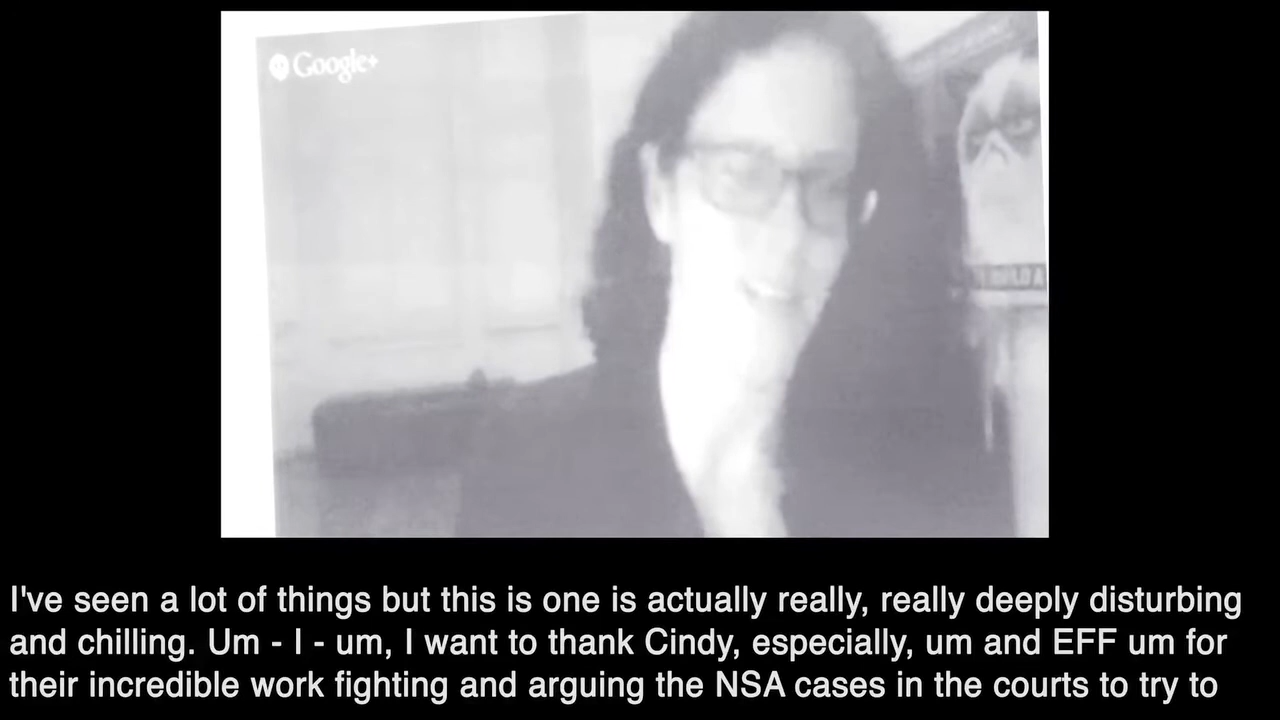 Google+
I've seen a lot of things but this is one is actually really, really deeply disturbing
and chilling. Um - I - um, I want to thank Cindy, especially, um and EFF um for
their incredible work fighting and arguing the NSA cases in the courts to try to